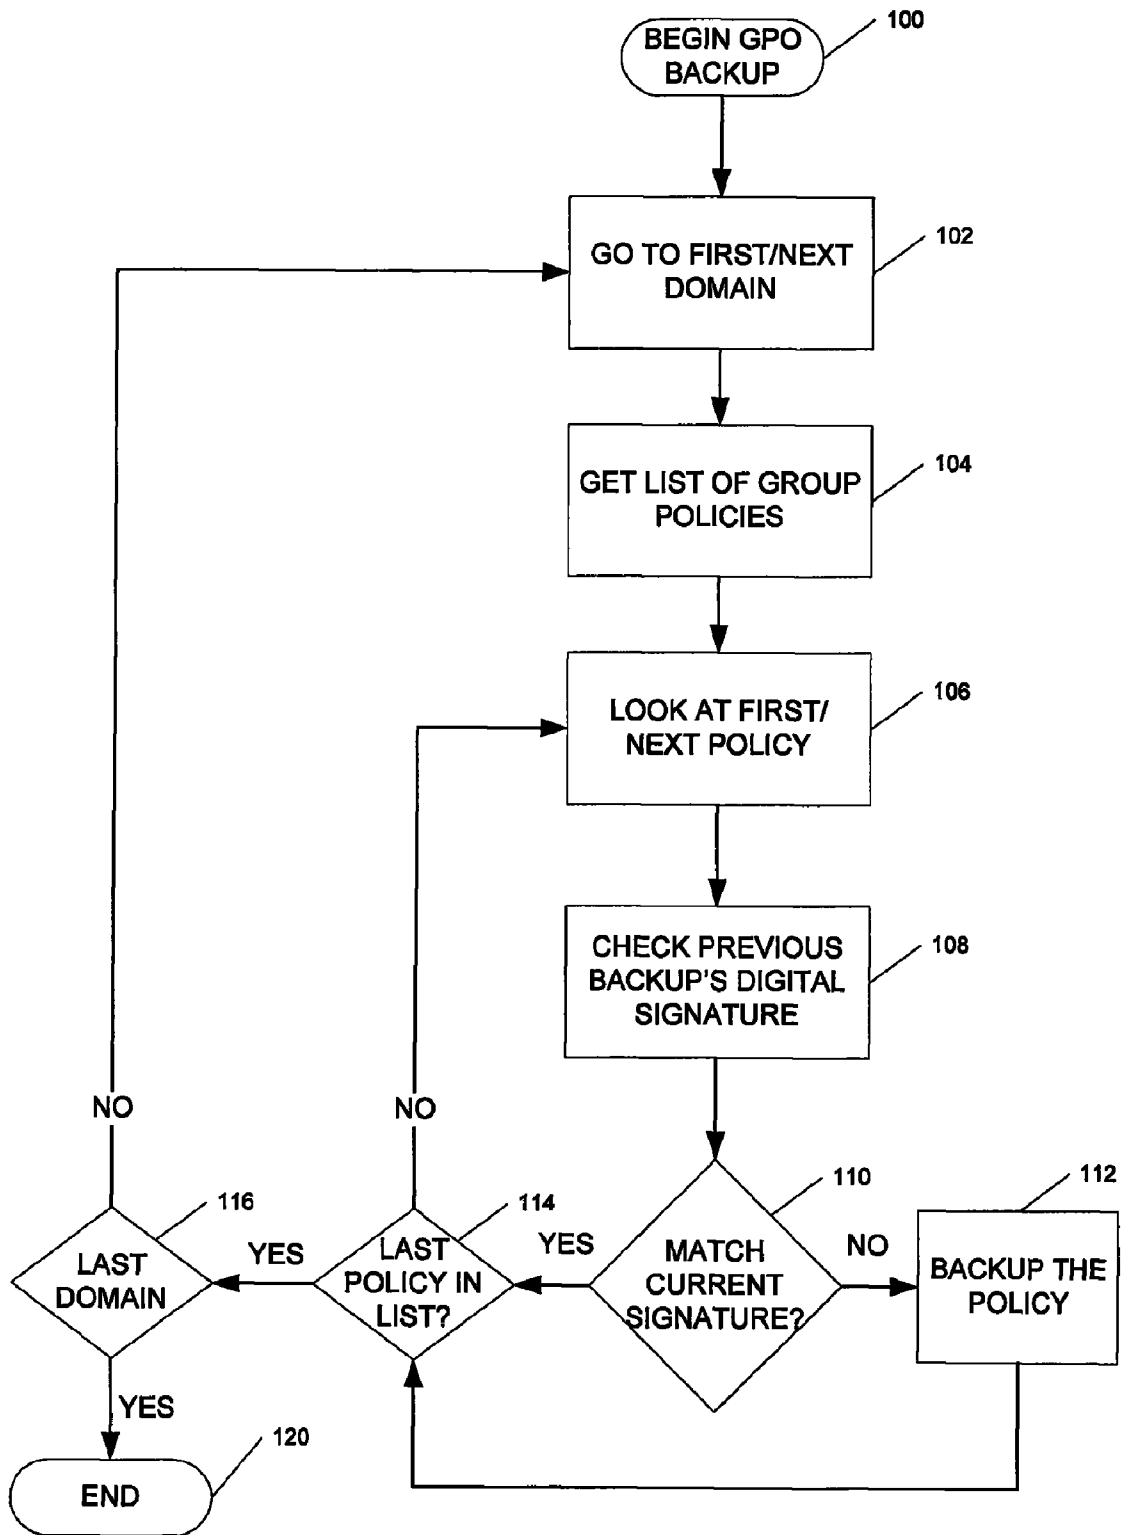 BEGIN GPO
BACKUP
100
GO TO FIRST/NEXT
DOMAIN
102
GET LIST OF GROUP
POLICIES
104
LOOK AT FIRST/
NEXT POLICY
106
CHECK PREVIOUS
BACKUP'S DIGITAL
SIGNATURE
108
NO
NO
116
LAST
DOMAIN
YES
114
LAST
POLICY IN
LIST?
YES
110
MATCH
CURRENT
SIGNATURE?
NO
112
BACKUP THE
POLICY
YES
120
END